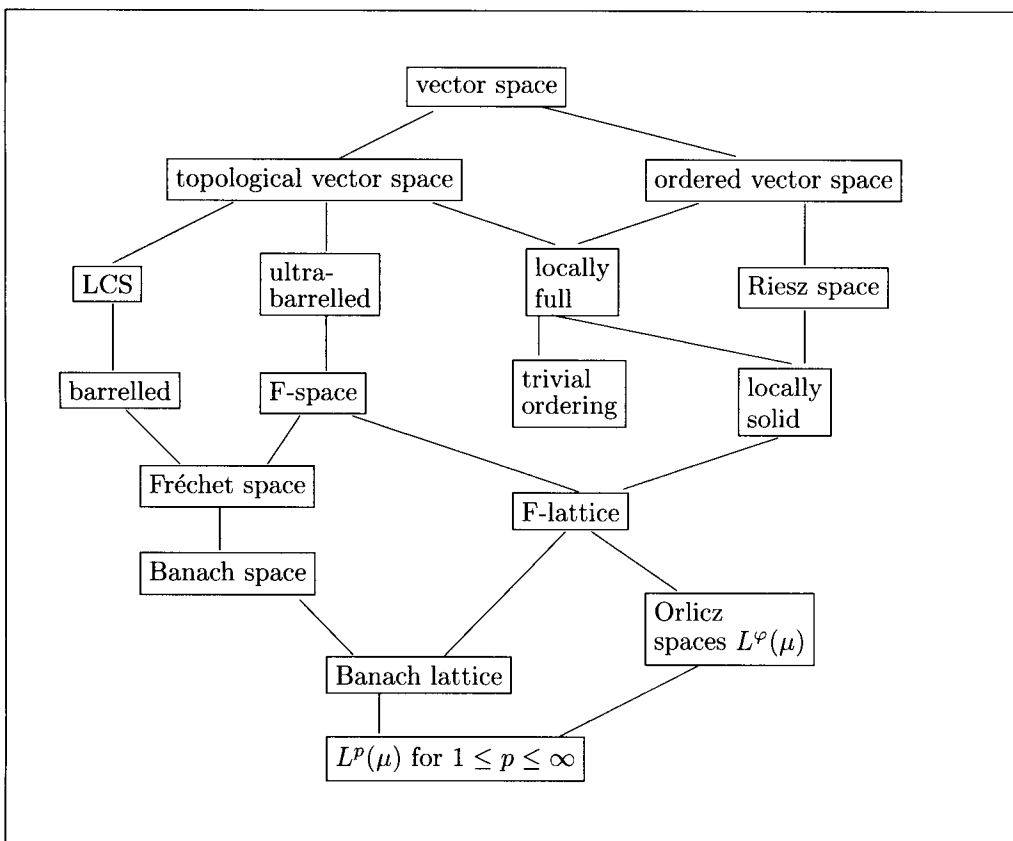 vector space
topological vector space
ordered vector space
LCS
ultra-
barrelled
locally
full
Riesz space
barrelled
F-space
trivial
ordering
locally
solid
Fréchet space
F-lattice
Banach space
Orlicz
spaces $L^{\varphi}(\mu)$
Banach lattice
$L^{p}(\mu)$ for $1 \leq p \leq \infty$